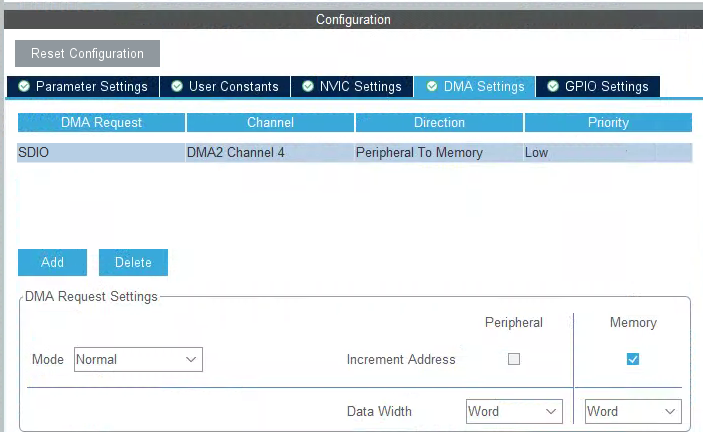 Configuration
Reset Configuration
Parameter Settings User Constants NVIC Settings DMA Settings GPIO Settings
DMA Request Channel Direction Priority
SDIO DMA2 Channel 4 Peripheral To Memory Low
Add Delete
DMA Request Settings
Peripheral Memory
Mode Normal Increment Address
Data Width Word Word